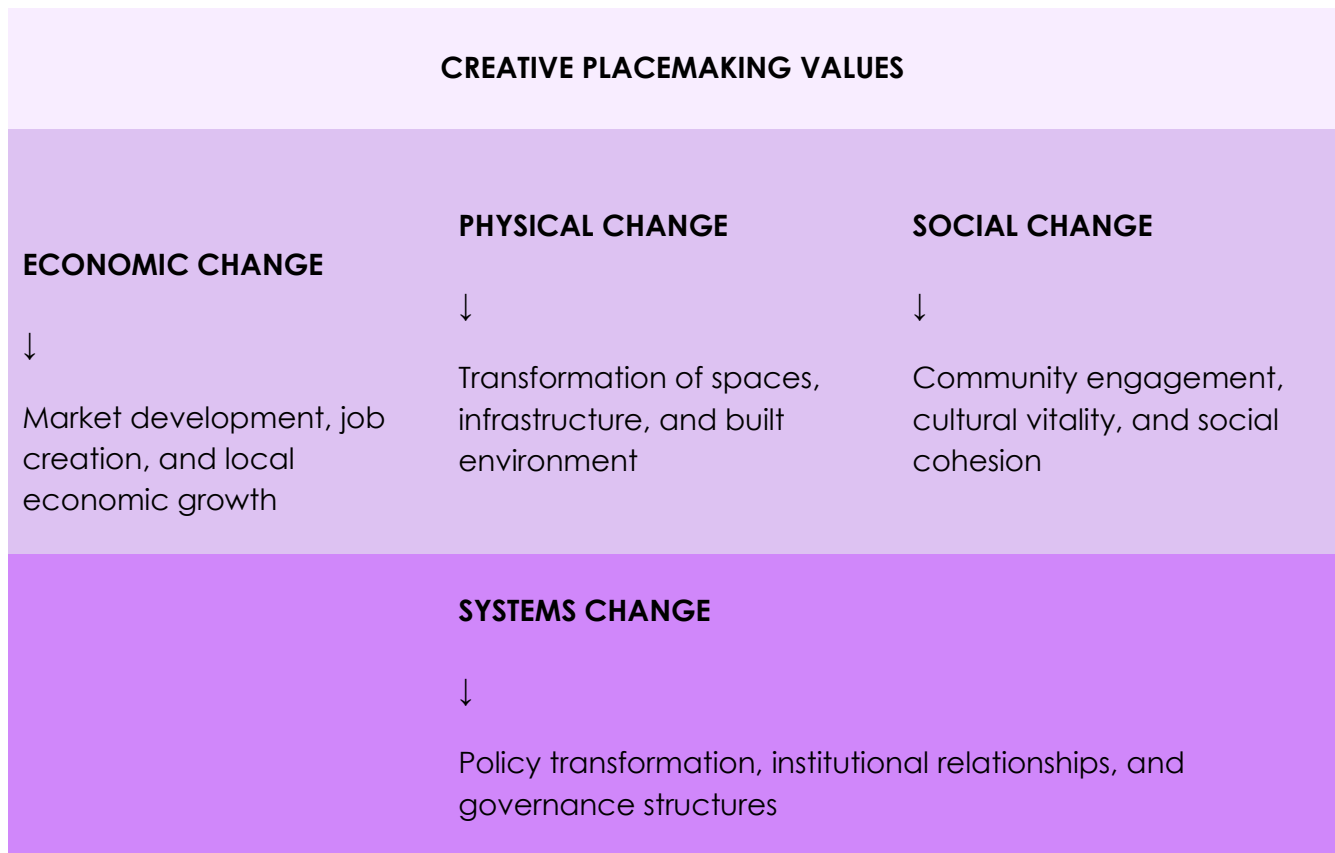 CREATIVE PLACEMAKING VALUES
ECONOMIC CHANGE
↓
Market development, job
creation, and local
economic growth
PHYSICAL CHANGE
↓
Transformation of spaces,
infrastructure, and built
environment
SOCIAL CHANGE
↓
Community engagement,
cultural vitality, and social
cohesion
SYSTEMS CHANGE
↓
Policy transformation, institutional relationships, and
governance structures